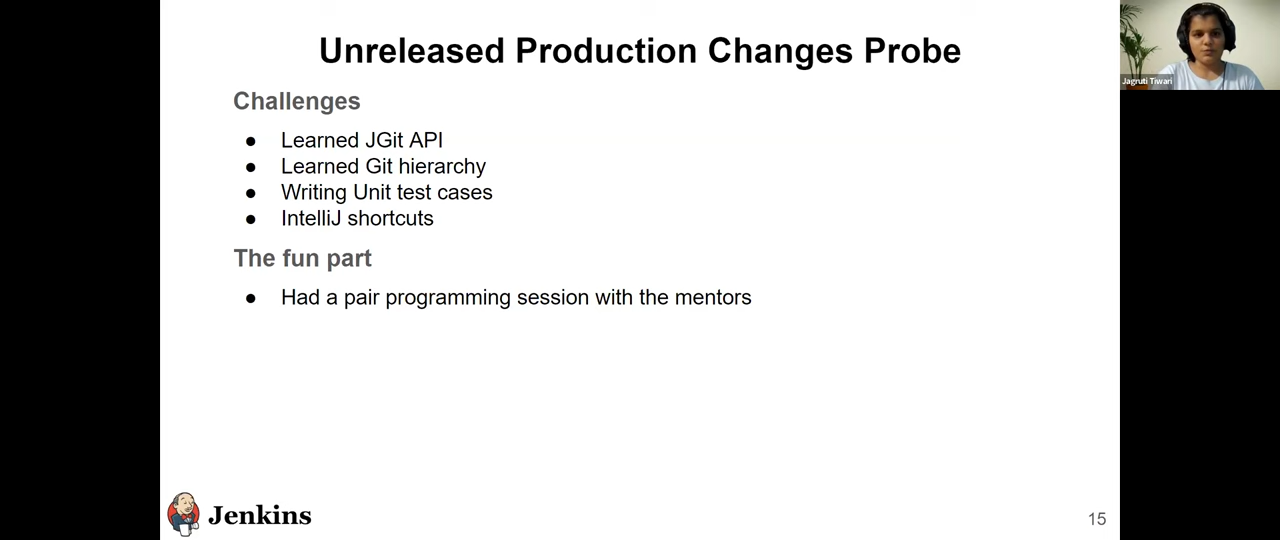 Unreleased Production Changes Probe
Jagruti Tiwari
Challenges
● Learned JGit API
● Learned Git hierarchy
● Writing Unit test cases
● IntelliJ shortcuts
The fun part
● Had a pair programming session with the mentors
Jenkins
15